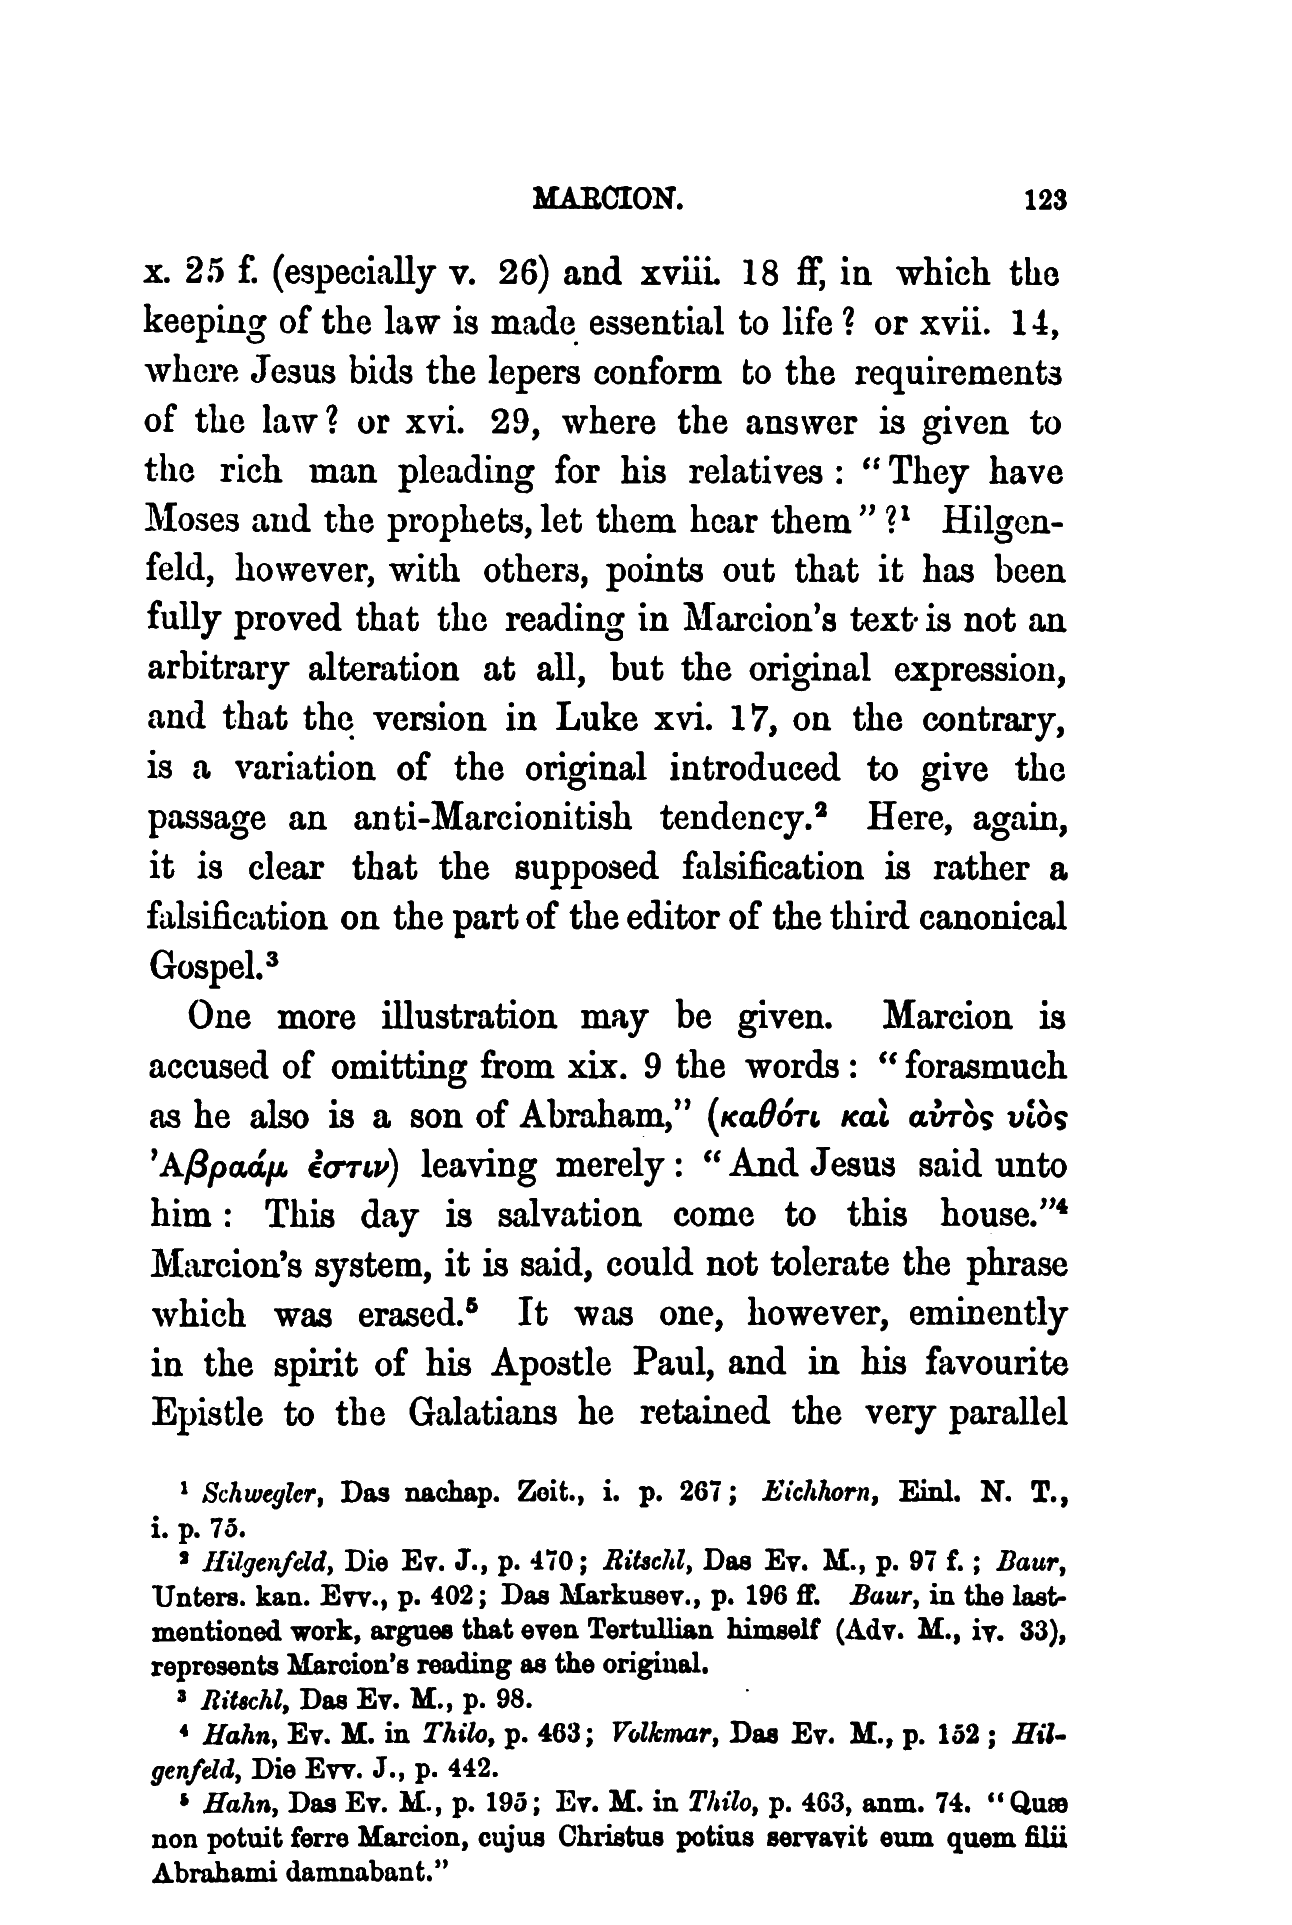 MARCION. 123
x. 25 f. (especially v. 26) and xviii. 18 ff, in which the
keeping of the law is made essential to life? or xvii. 14,
where Jesus bids the lepers conform to the requirements
of the law? or xvi. 29, where the answer is given to
the rich man pleading for his relatives: “They have
Moses and the prophets, let them hear them”?¹ Hilgen-
feld, however, with others, points out that it has been
fully proved that the reading in Marcion's text is not an
arbitrary alteration at all, but the original expression,
and that the version in Luke xvi. 17, on the contrary,
is a variation of the original introduced to give the
passage an anti-Marcionitish tendency.² Here, again,
it is clear that the supposed falsification is rather a
falsification on the part of the editor of the third canonical
Gospel.³
One more illustration may be given. Marcion is
accused of omitting from xix. 9 the words: “forasmuch
as he also is a son of Abraham,” (καθότι καὶ αὐτὸς υἱὸς
Ἀβραάμ ἐστιν) leaving merely: “And Jesus said unto
him: This day is salvation come to this house.”⁴
Marcion's system, it is said, could not tolerate the phrase
which was erased.⁵ It was one, however, eminently
in the spirit of his Apostle Paul, and in his favourite
Epistle to the Galatians he retained the very parallel
¹ Schwegler, Das nachap. Zeit., i. p. 267; Eichhorn, Einl. N. T.,
i. p. 75.
² Hilgenfeld, Die Ev. J., p. 470; Ritschl, Das Ev. M., p. 97 f.; Baur,
Unters. kan. Evv., p. 402; Das Markusev., p. 196 ff. Baur, in the last-
mentioned work, argues that even Tertullian himself (Adv. M., iv. 33),
represents Marcion's reading as the original.
³ Ritschl, Das Ev. M., p. 98.
⁴ Hahn, Ev. M. in Thilo, p. 463; Volkmar, Das Ev. M., p. 152; Hil-
genfeld, Die Evv. J., p. 442.
⁵ Hahn, Das Ev. M., p. 195; Ev. M. in Thilo, p. 463, anm. 74. “Quæ
non potuit ferre Marcion, cujus Christus potius servavit eum quem filii
Abrahami damnabant.”